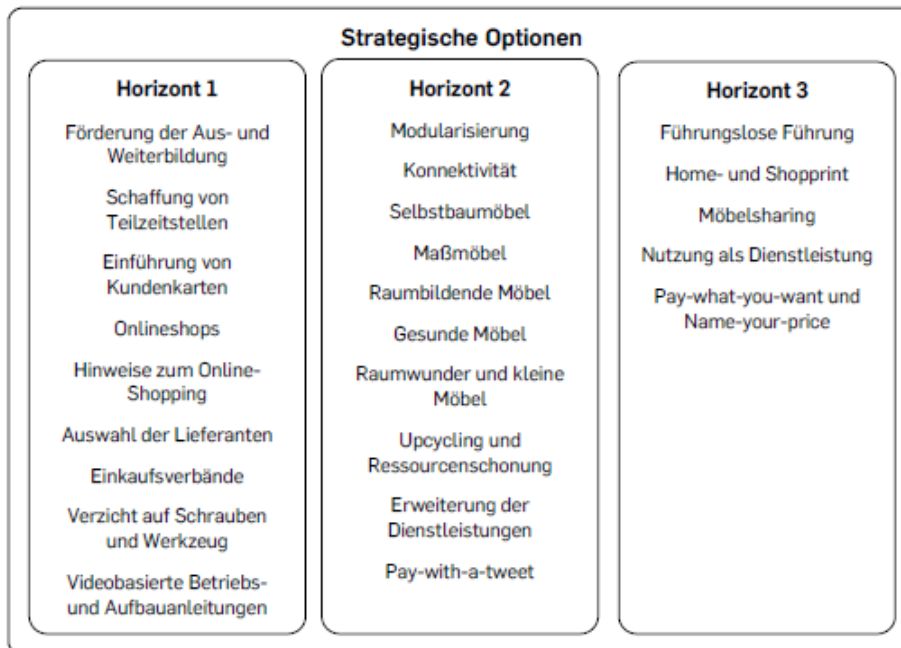 Strategische Optionen
Horizont 1
Förderung der Aus- und
Weiterbildung
Schaffung von
Teilzeitstellen
Einführung von
Kundenkarten
Onlineshops
Hinweise zum Online-
Shopping
Auswahl der Lieferanten
Einkaufsverbände
Verzicht auf Schrauben
und Werkzeug
Videobasierte Betriebs-
und Aufbauanleitungen
Horizont 2
Modularisierung
Konnektivität
Selbstbaumöbel
Maßmöbel
Raumbildende Möbel
Gesunde Möbel
Raumwunder und kleine
Möbel
Upcycling und
Ressourcenschonung
Erweiterung der
Dienstleistungen
Pay-with-a-tweet
Horizont 3
Führungslose Führung
Home- und Shopprint
Möbelsharing
Nutzung als Dienstleistung
Pay-what-you-want und
Name-your-price